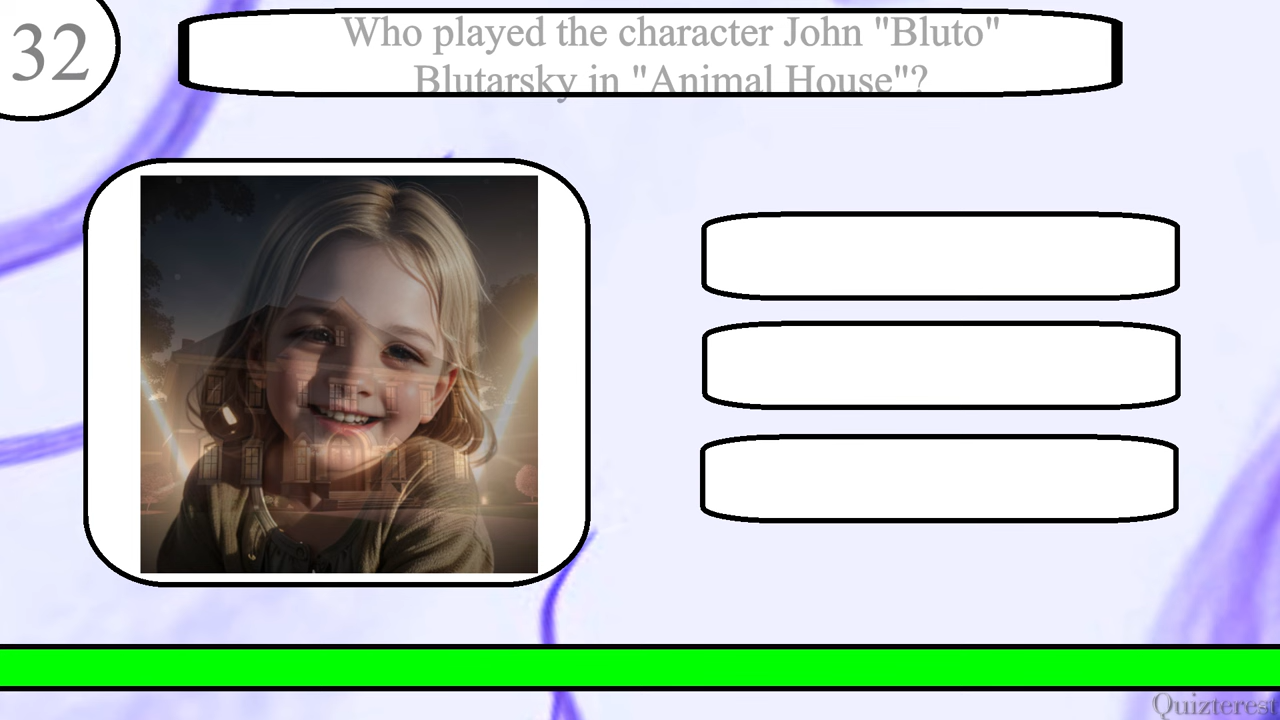 32
Who played the character John "Bluto"
Blutarsky in "Animal House"?
Quizterest